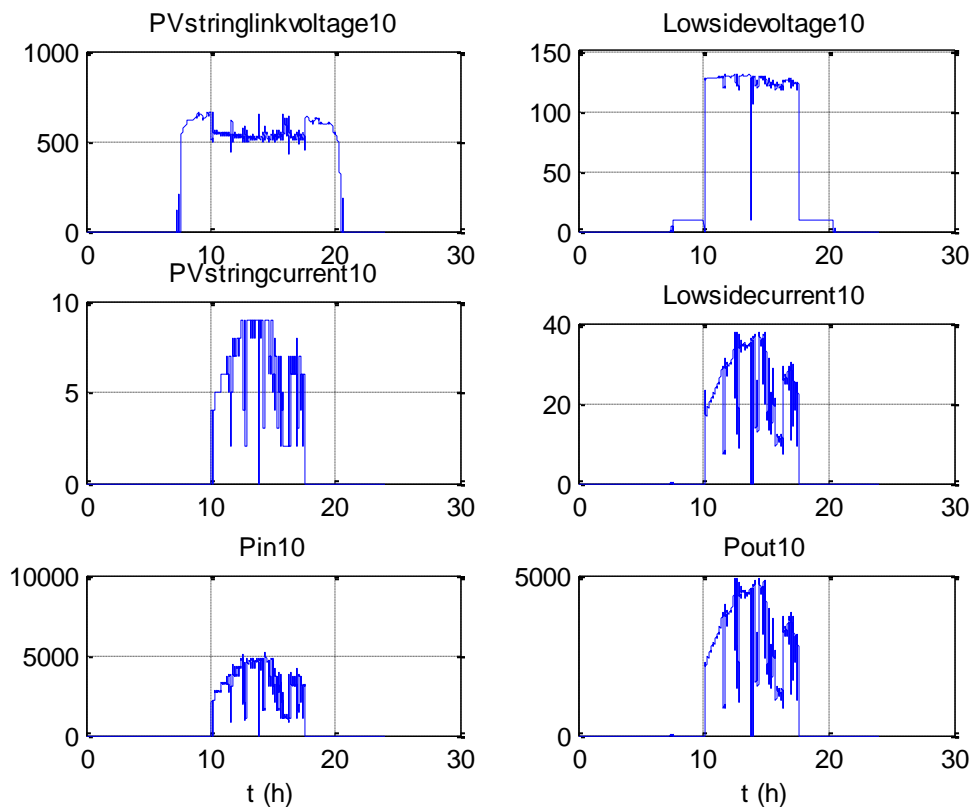 PVstringlinkvoltage10
1000
500
0
0 10 20 30
Lowsidevoltage10
150
100
50
0
0 10 20 30
PVstringcurrent10
10
5
0
0 10 20 30
Lowsidecurrent10
40
20
0
0 10 20 30
Pin10
10000
5000
0
0 10 20 30
t (h)
Pout10
5000
0
0 10 20 30
t (h)